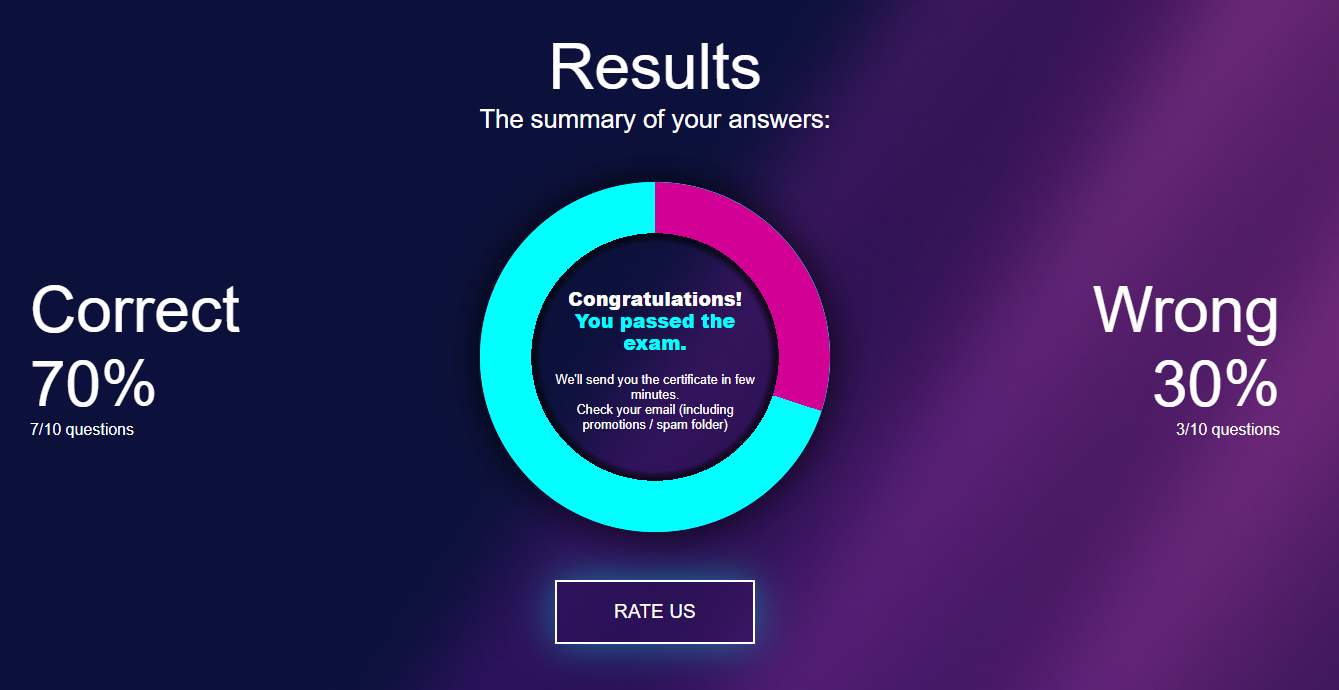 Results
The summary of your answers:
Correct
70%
7/10 questions
Congratulations!
You passed the
exam.
We'll send you the certificate in few
minutes.
Check your email (including
promotions / spam folder)
Wrong
30%
3/10 questions
RATE US